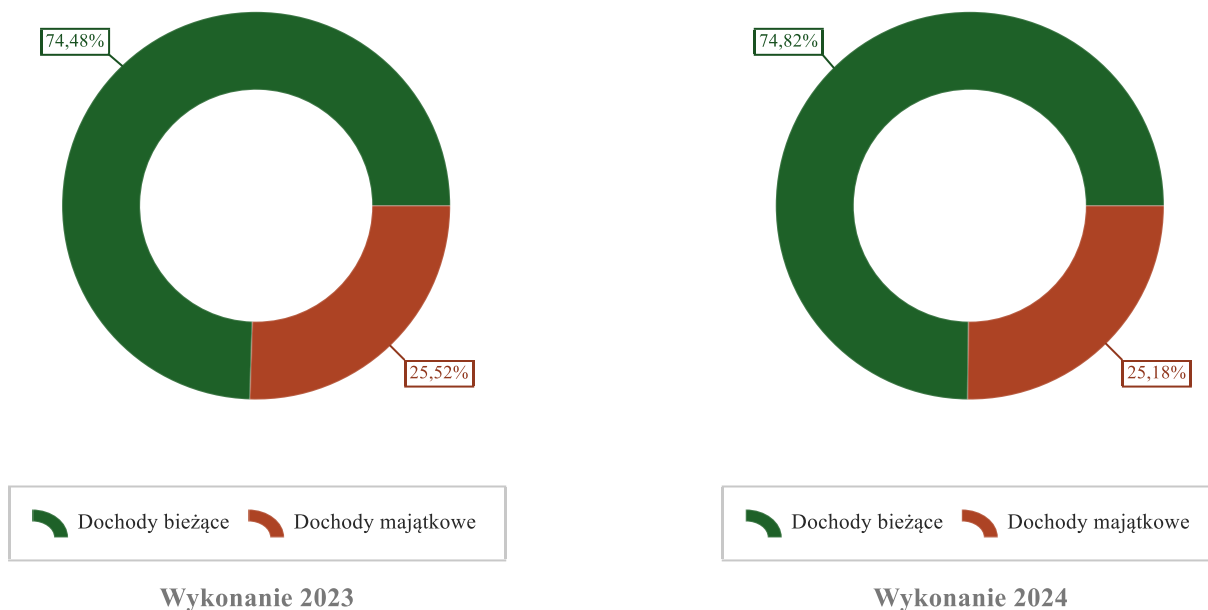 74,48%
25,52%
Dochody bieżące
Dochody majątkowe
Wykonanie 2023
74,82%
25,18%
Dochody bieżące
Dochody majątkowe
Wykonanie 2024